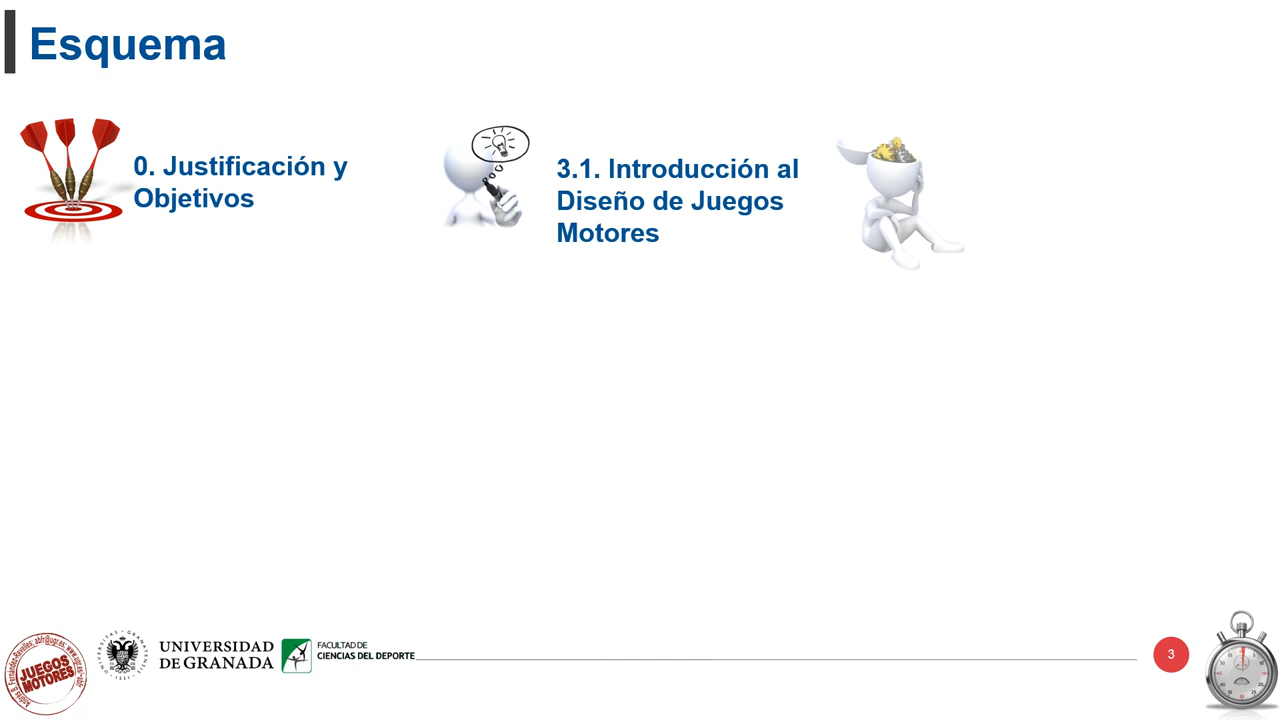 Esquema
0. Justificación y
Objetivos
3.1. Introducción al
Diseño de Juegos
Motores
UNIVERSIDAD
DE GRANADA
FACULTAD DE
CIENCIAS DEL DEPORTE
JUEGOS
MOTORES
3